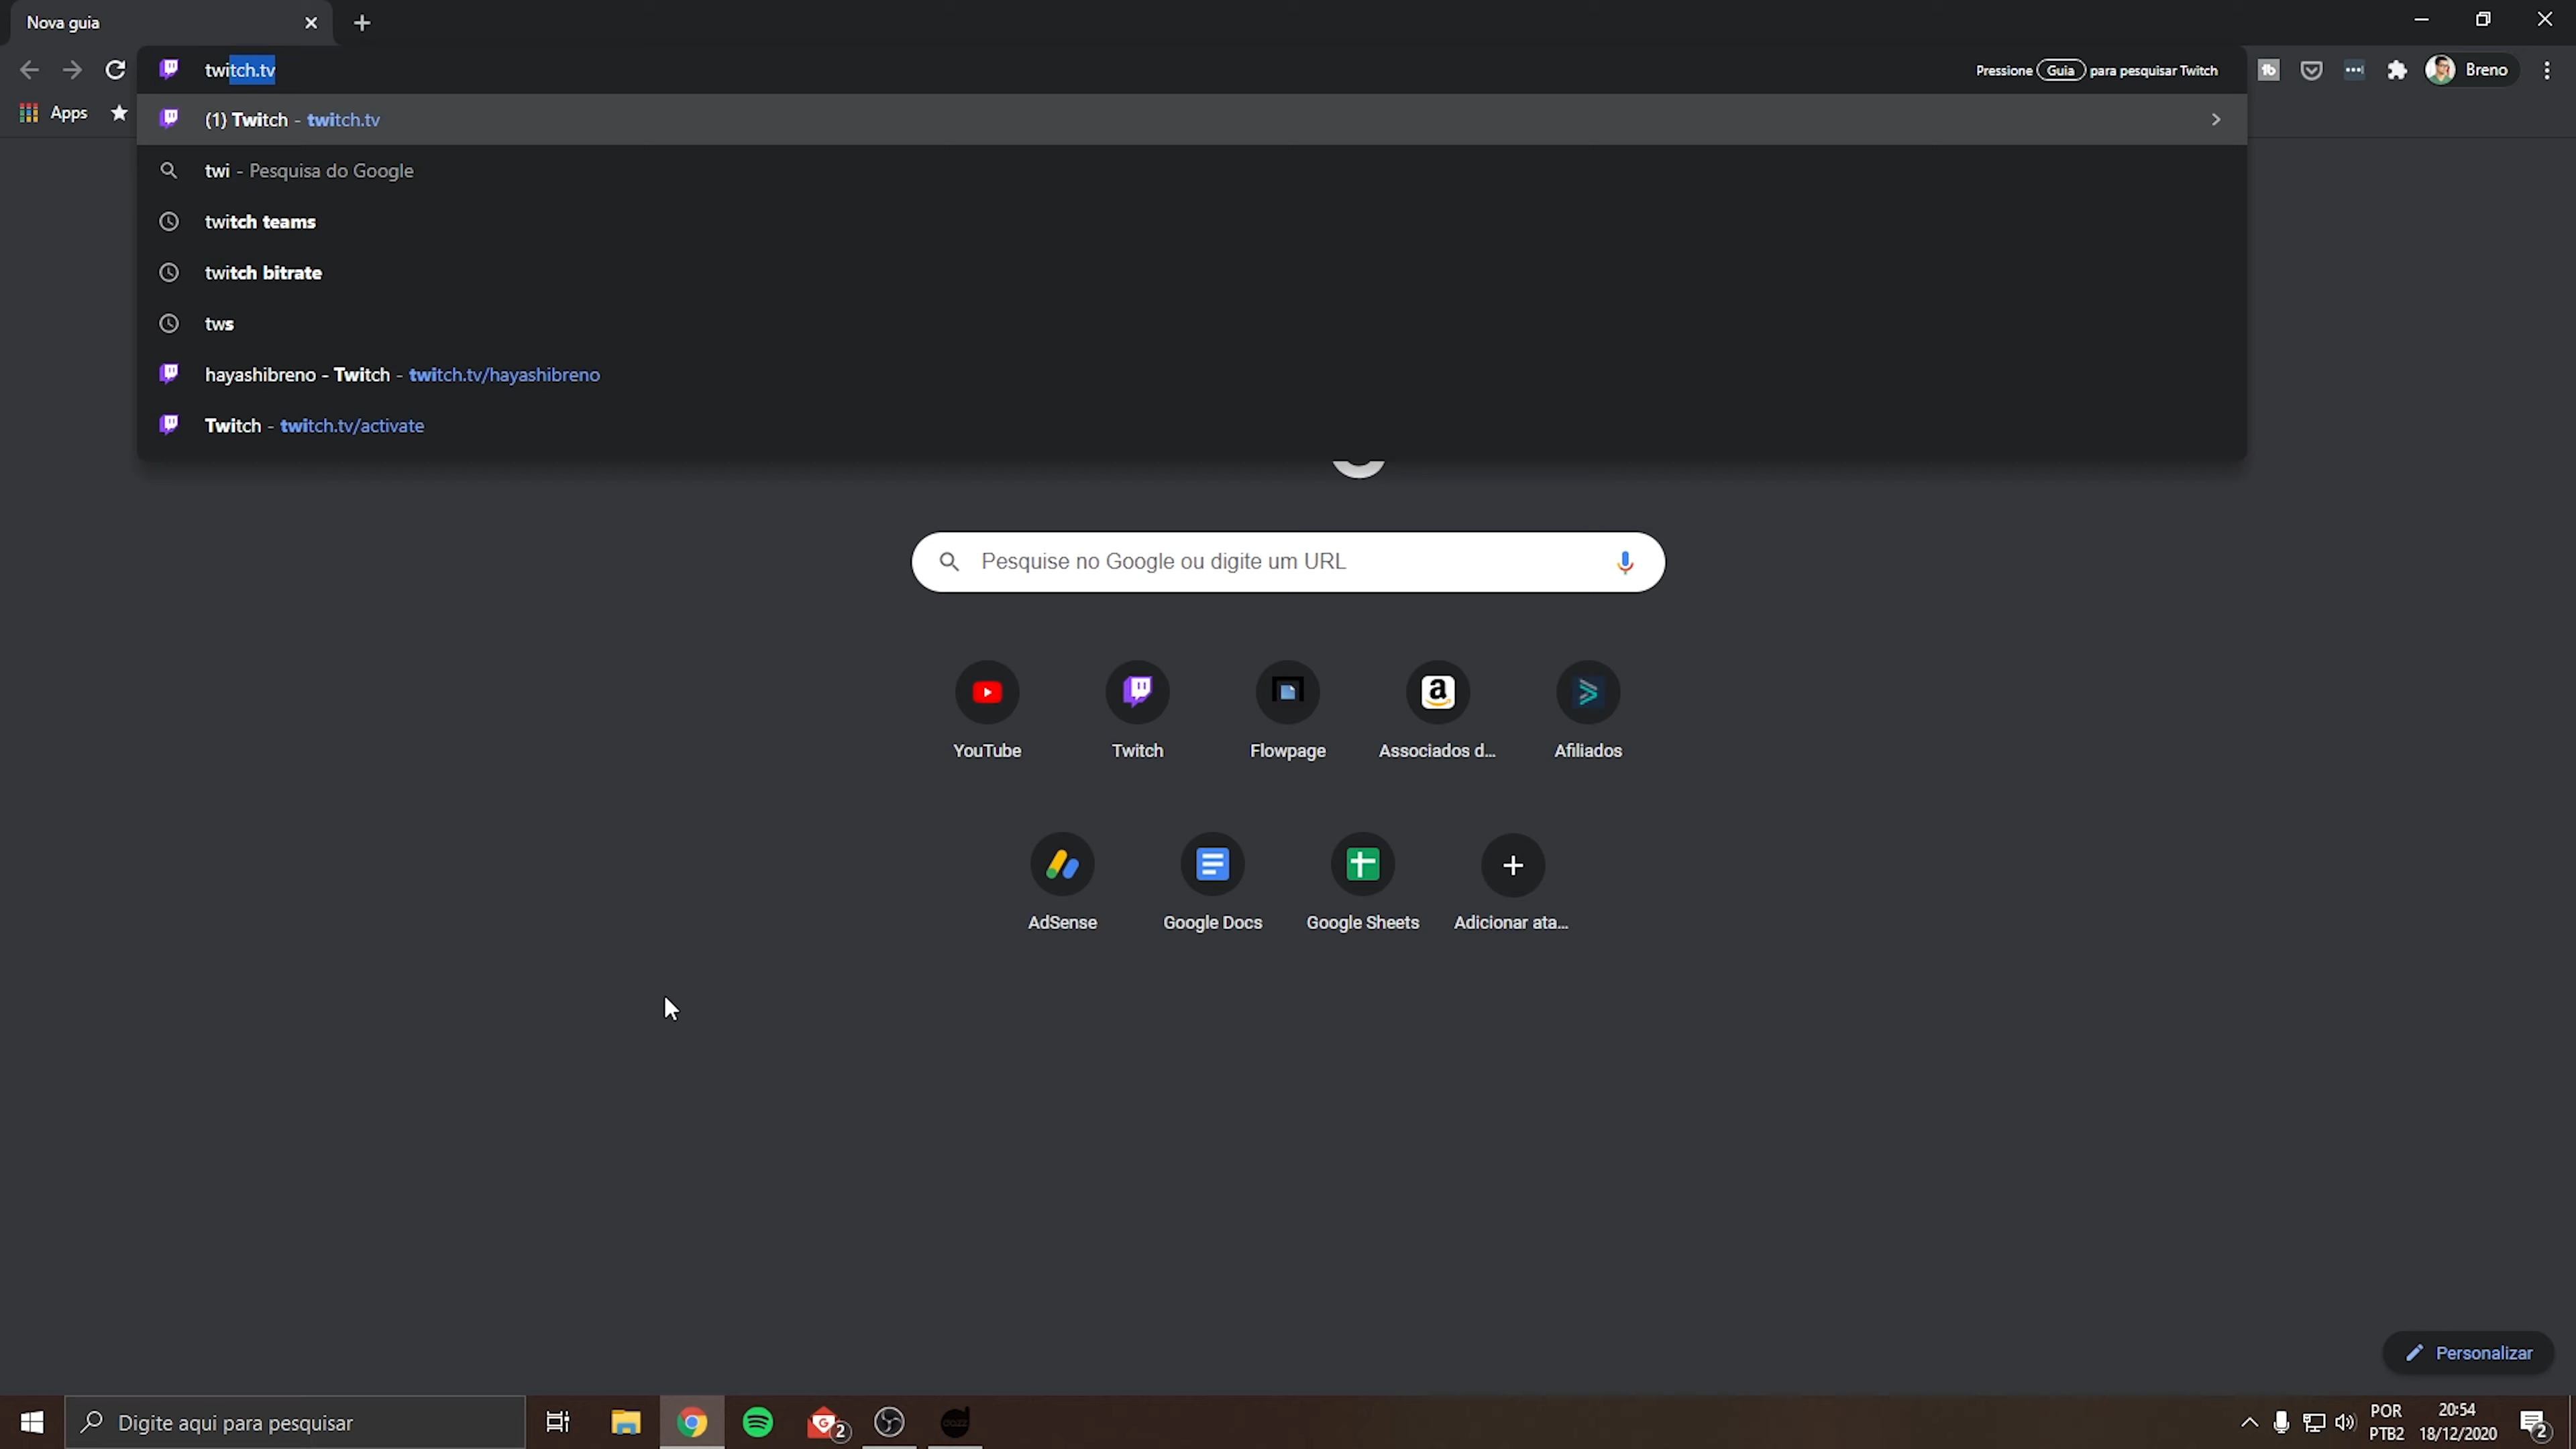 Nova guia
twitch.tv
Pressione Guia para pesquisar Twitch
Breno
Apps
(1) Twitch - twitch.tv
twi - Pesquisa do Google
twitch teams
twitch bitrate
tws
hayashibreno - Twitch - twitch.tv/hayashibreno
Twitch - twitch.tv/activate
Pesquise no Google ou digite um URL
YouTube
Twitch
Flowpage
Associados d...
Afiliados
AdSense
Google Docs
Google Sheets
Adicionar ata...
Personalizar
Digite aqui para pesquisar
2
POR
PTB2
20:54
18/12/2020
2